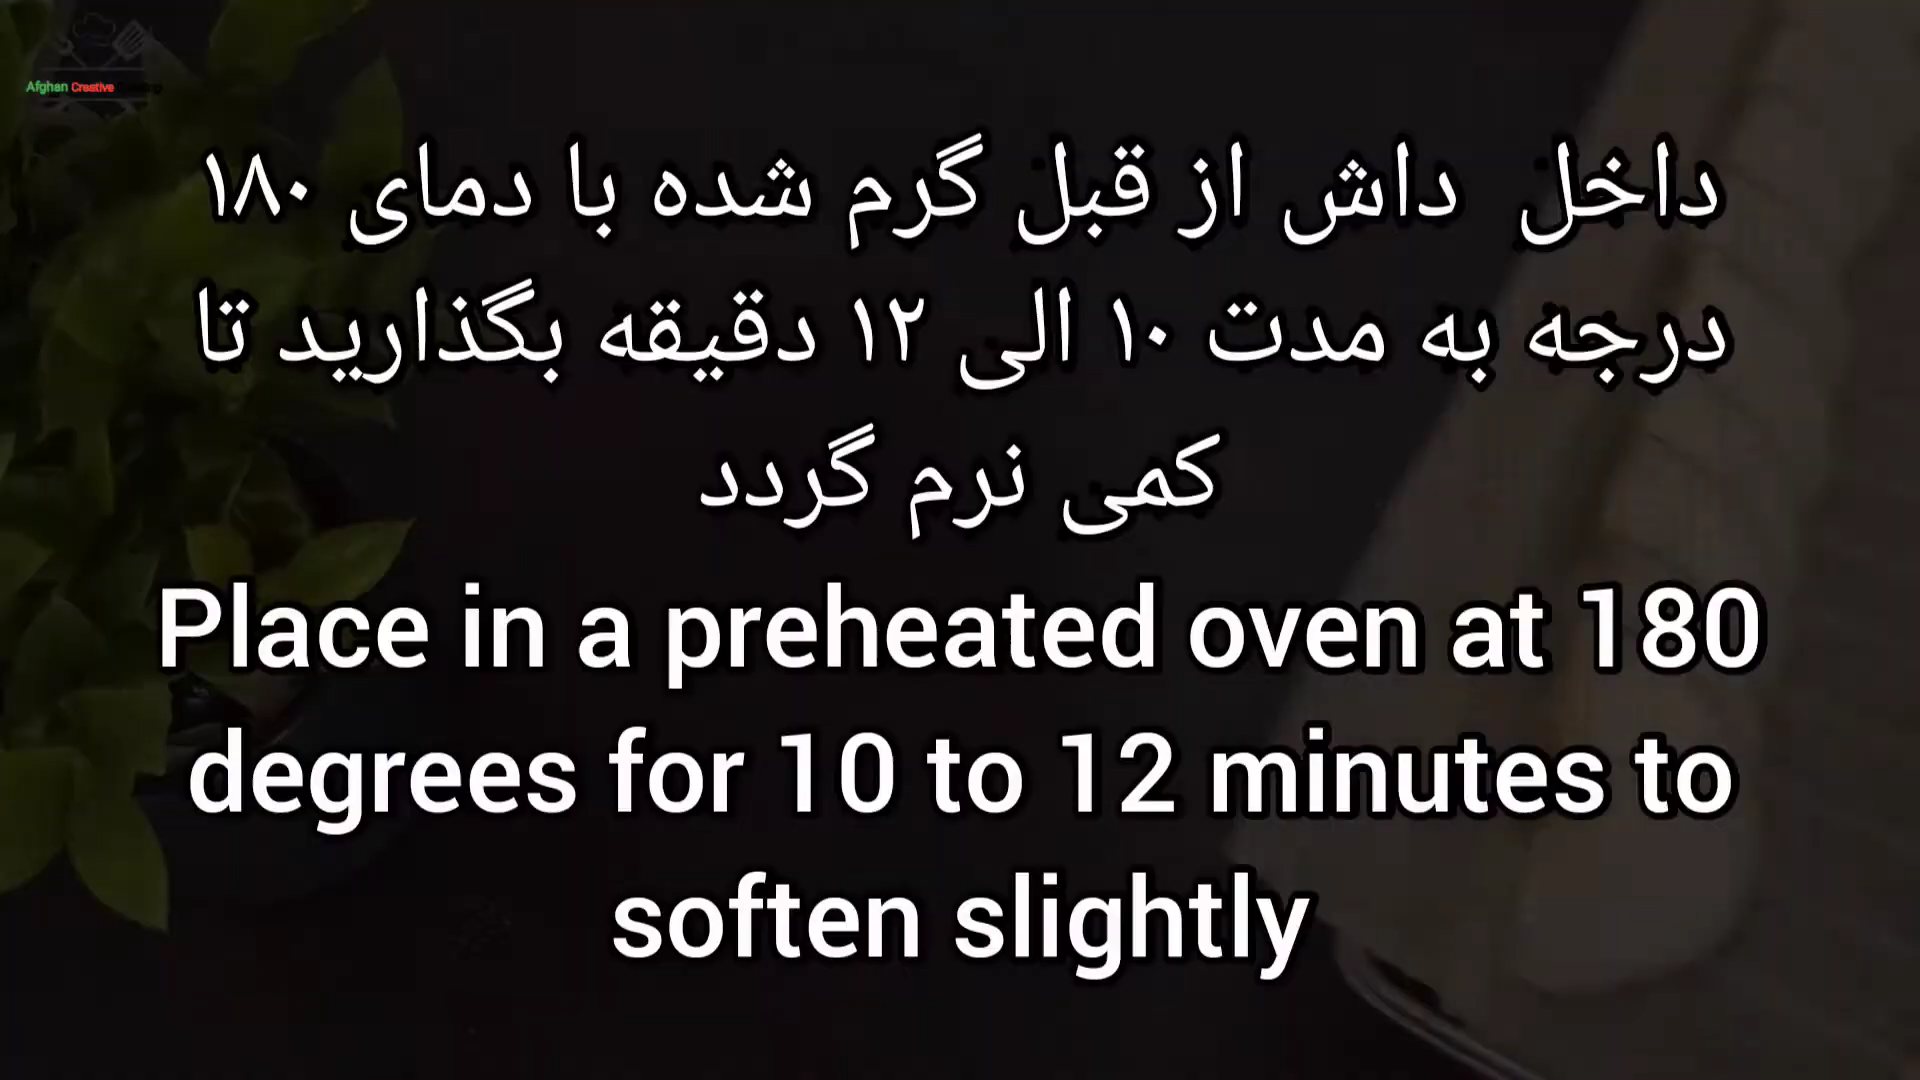 Afghan Creative
داخل داش از قبل گرم شده با دمای ۱۸۰
درجه به مدت ۱۰ الی ۱۲ دقیقه بگذارید تا
کمی نرم گردد
Place in a preheated oven at 180
degrees for 10 to 12 minutes to
soften slightly